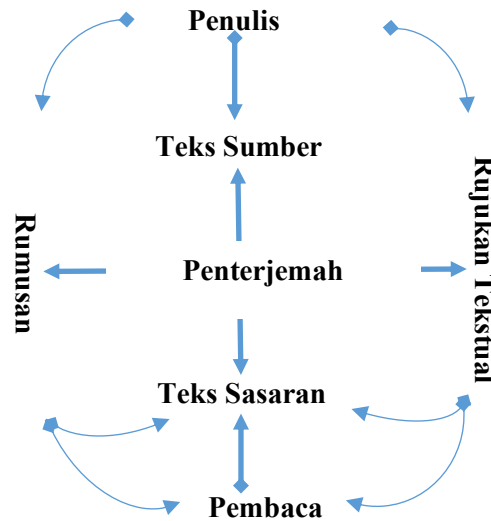 Penulis
Teks Sumber
Rumusan
Penterjemah
Rujukan Tekstual
Teks Sasaran
Pembaca